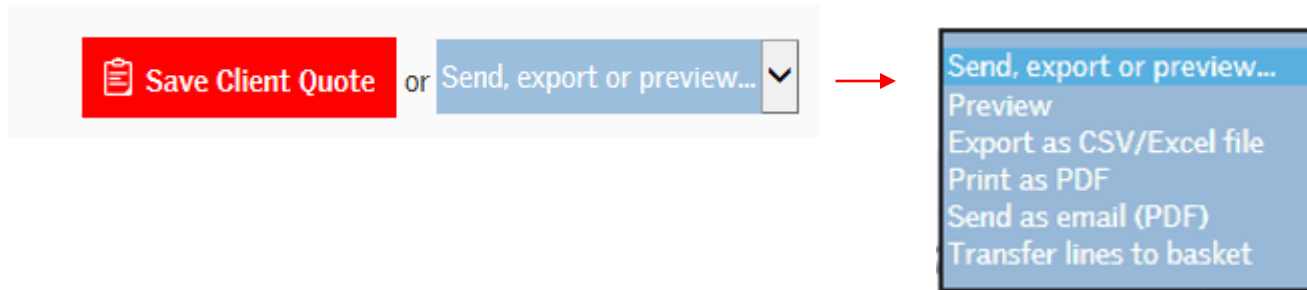 Save Client Quote or Send, export or preview...
Send, export or preview...
Preview
Export as CSV/Excel file
Print as PDF
Send as email (PDF)
Transfer lines to basket